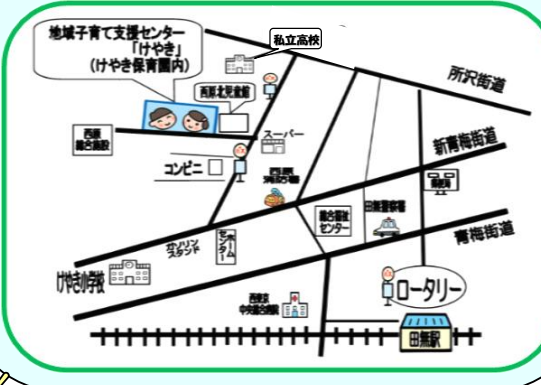 地域子育て支援センター
「けやき」
(けやき保育園内)
私立高校
所沢街道
西原北児童館
西原
総合施設
スーパー
コンビニ
新青梅街道
郵便局
西原
総合福祉
センター
田無警察署
青梅街道
ガソリン
スタンド
ホーム
センター
けやき小学校
ロータリー
西東京
中央総合病院
田無駅